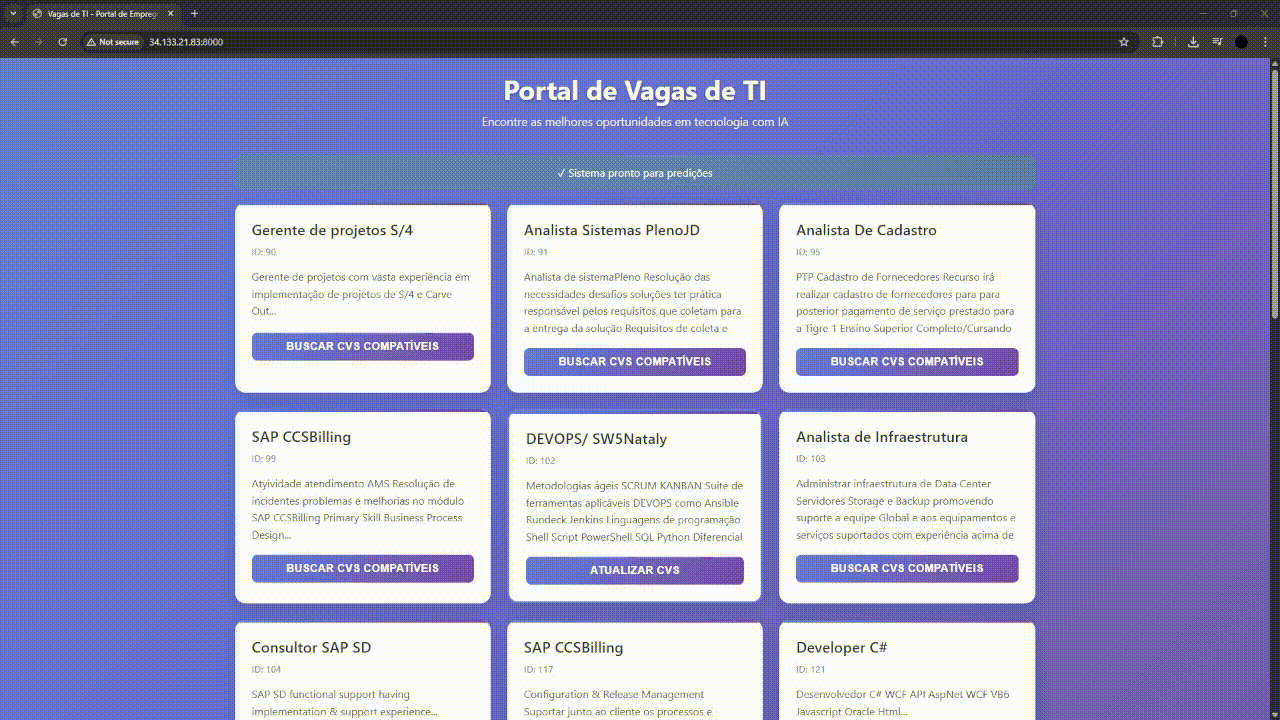 Vagas de TI - Portal de Empreg
Not secure
34.133.21.83:8000
Portal de Vagas de TI
Encontre as melhores oportunidades em tecnologia com IA
✓ Sistema pronto para predições
Gerente de projetos S/4
ID: 90
Gerente de projetos com vasta experiência em
implementação de projetos de S/4 e Carve
Out...
BUSCAR CVS COMPATÍVEIS
Analista Sistemas PlenoJD
ID: 91
Analista de sistemaPleno Resolução das
necessidades desafios soluções ter prática
responsável pelos requisitos que coletam para
a entrega da solução Requisitos de coleta e
BUSCAR CVS COMPATÍVEIS
Analista De Cadastro
ID: 95
PTP Cadastro de Fornecedores Recurso irá
realizar cadastro de fornecedores para para
posterior pagamento de serviço prestado para
a Tigre 1 Ensino Superior Completo/Cursando
BUSCAR CVS COMPATÍVEIS
SAP CCSBilling
ID: 99
Atyividade atendimento AMS Resolução de
incidentes problemas e melhorias no módulo
SAP CCSBilling Primary Skill Business Process
Design...
BUSCAR CVS COMPATÍVEIS
DEVOPS/ SW5Nataly
ID: 102
Metodologias ágeis SCRUM KANBAN Suite de
ferramentas aplicáveis DEVOPS como Ansible
Rundeck Jenkins Linguagens de programação
Shell Script PowerShell SQL Python Diferencial
ATUALIZAR CVS
Analista de Infraestrutura
ID: 103
Administrar infraestrutura de Data Center
Servidores Storage e Backup promovendo
suporte a equipe Global e aos equipamentos e
serviços suportados com experiência acima de
BUSCAR CVS COMPATÍVEIS
Consultor SAP SD
ID: 104
SAP SD functional support having
implementation & support experience...
SAP CCSBilling
ID: 117
Configuration & Release Management
Suportar junto ao cliente os processos e
Developer C#
ID: 121
Desenvolvedor C# WCF API AspNet WCF VB6
Javascript Oracle Html...